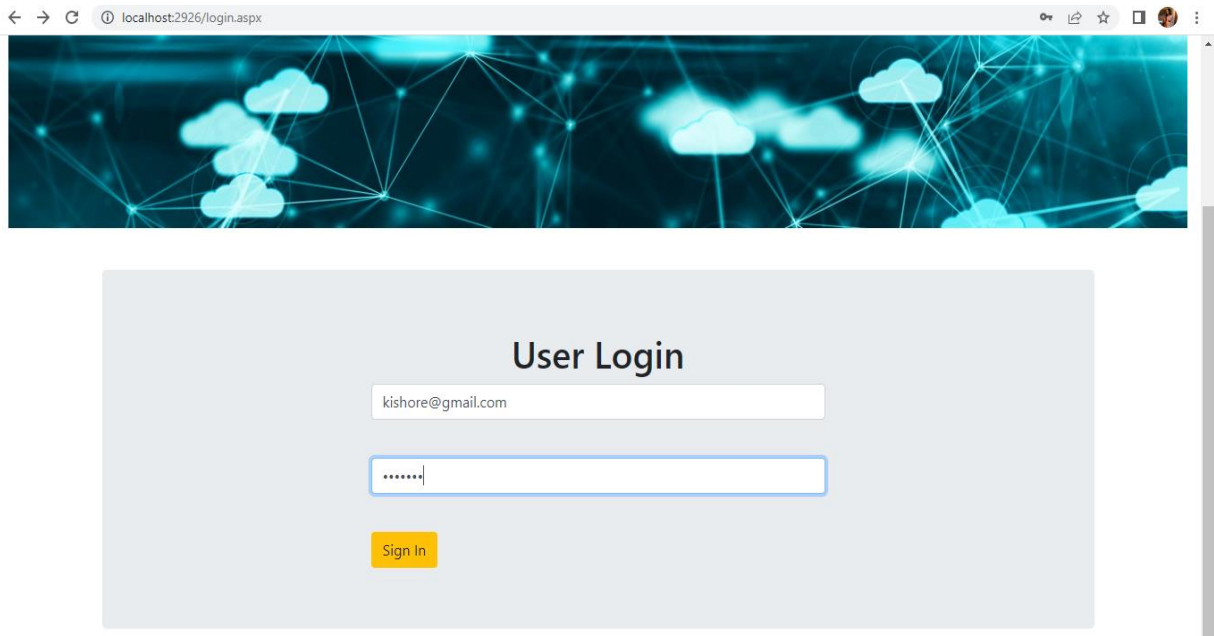 localhost:2926/login.aspx
User Login
kishore@gmail.com
•••••••
Sign In